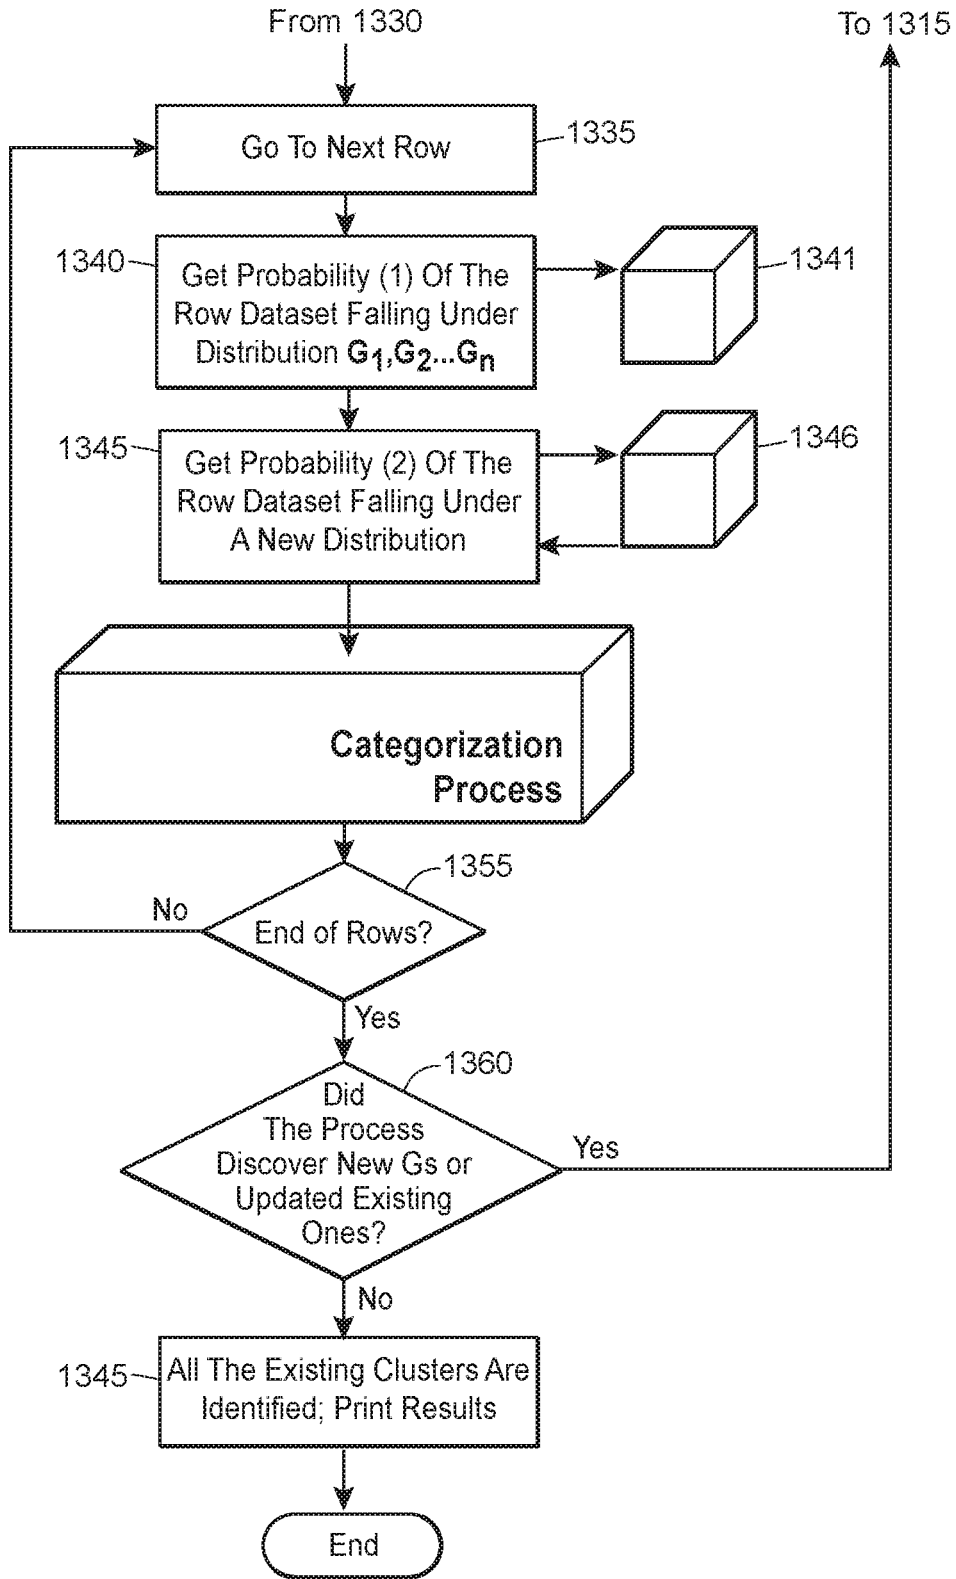 From 1330
To 1315
Go To Next Row
1335
1340
Get Probability (1) Of The
Row Dataset Falling Under
Distribution G1,G2...Gn
1341
1345
Get Probability (2) Of The
Row Dataset Falling Under
A New Distribution
1346
Categorization
Process
1355
No
End of Rows?
Yes
1360
Did
The Process
Discover New Gs or
Updated Existing
Ones?
Yes
No
1345
All The Existing Clusters Are
Identified; Print Results
End